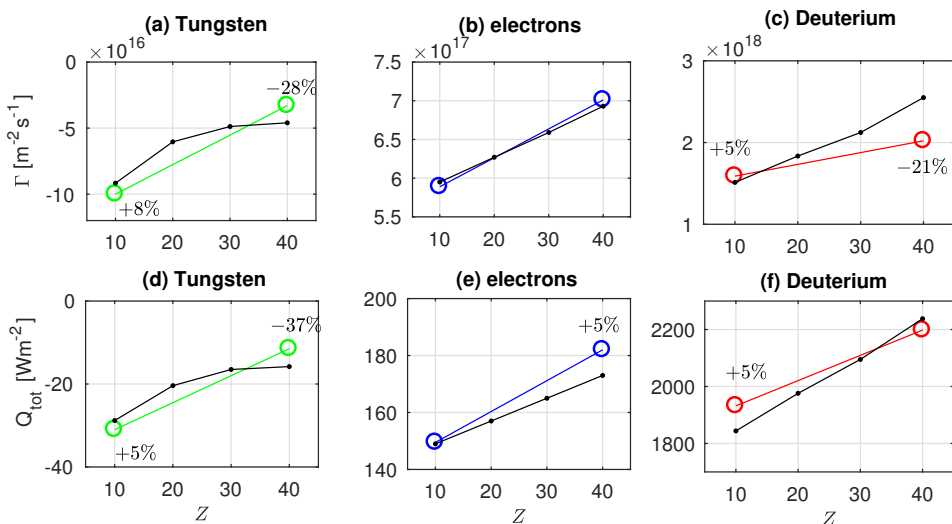 (a) Tungsten
(b) electrons
(c) Deuterium
× 10^16
× 10^17
× 10^18
0
-5
-10
Γ [m^-2 s^-1]
−28%
+8%
10 20 30 40
7.5
7
6.5
6
5.5
10 20 30 40
3
2
1
+5%
−21%
10 20 30 40
(d) Tungsten
(e) electrons
(f) Deuterium
0
-20
-40
Q_tot [Wm^-2]
−37%
+5%
10 20 30 40
Z
200
180
160
140
+5%
10 20 30 40
Z
2200
2000
1800
+5%
10 20 30 40
Z